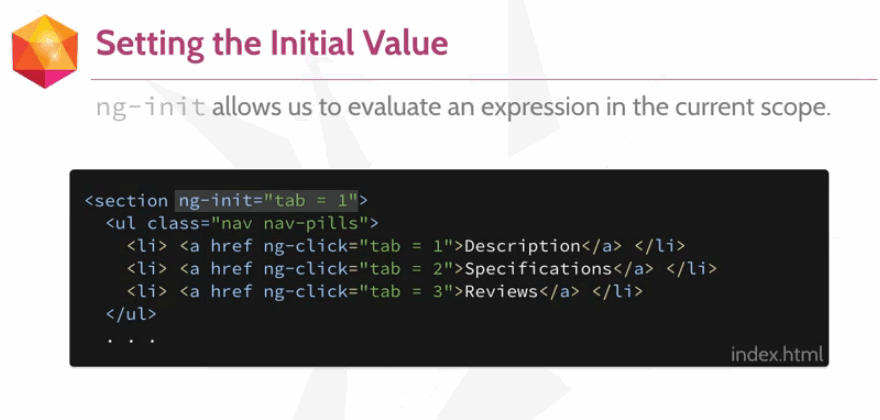 Setting the Initial Value
ng-init allows us to evaluate an expression in the current scope.
<section ng-init="tab = 1">
<ul class="nav nav-pills">
<li> <a href ng-click="tab = 1">Description</a> </li>
<li> <a href ng-click="tab = 2">Specifications</a> </li>
<li> <a href ng-click="tab = 3">Reviews</a> </li>
</ul>
. . .
index.html